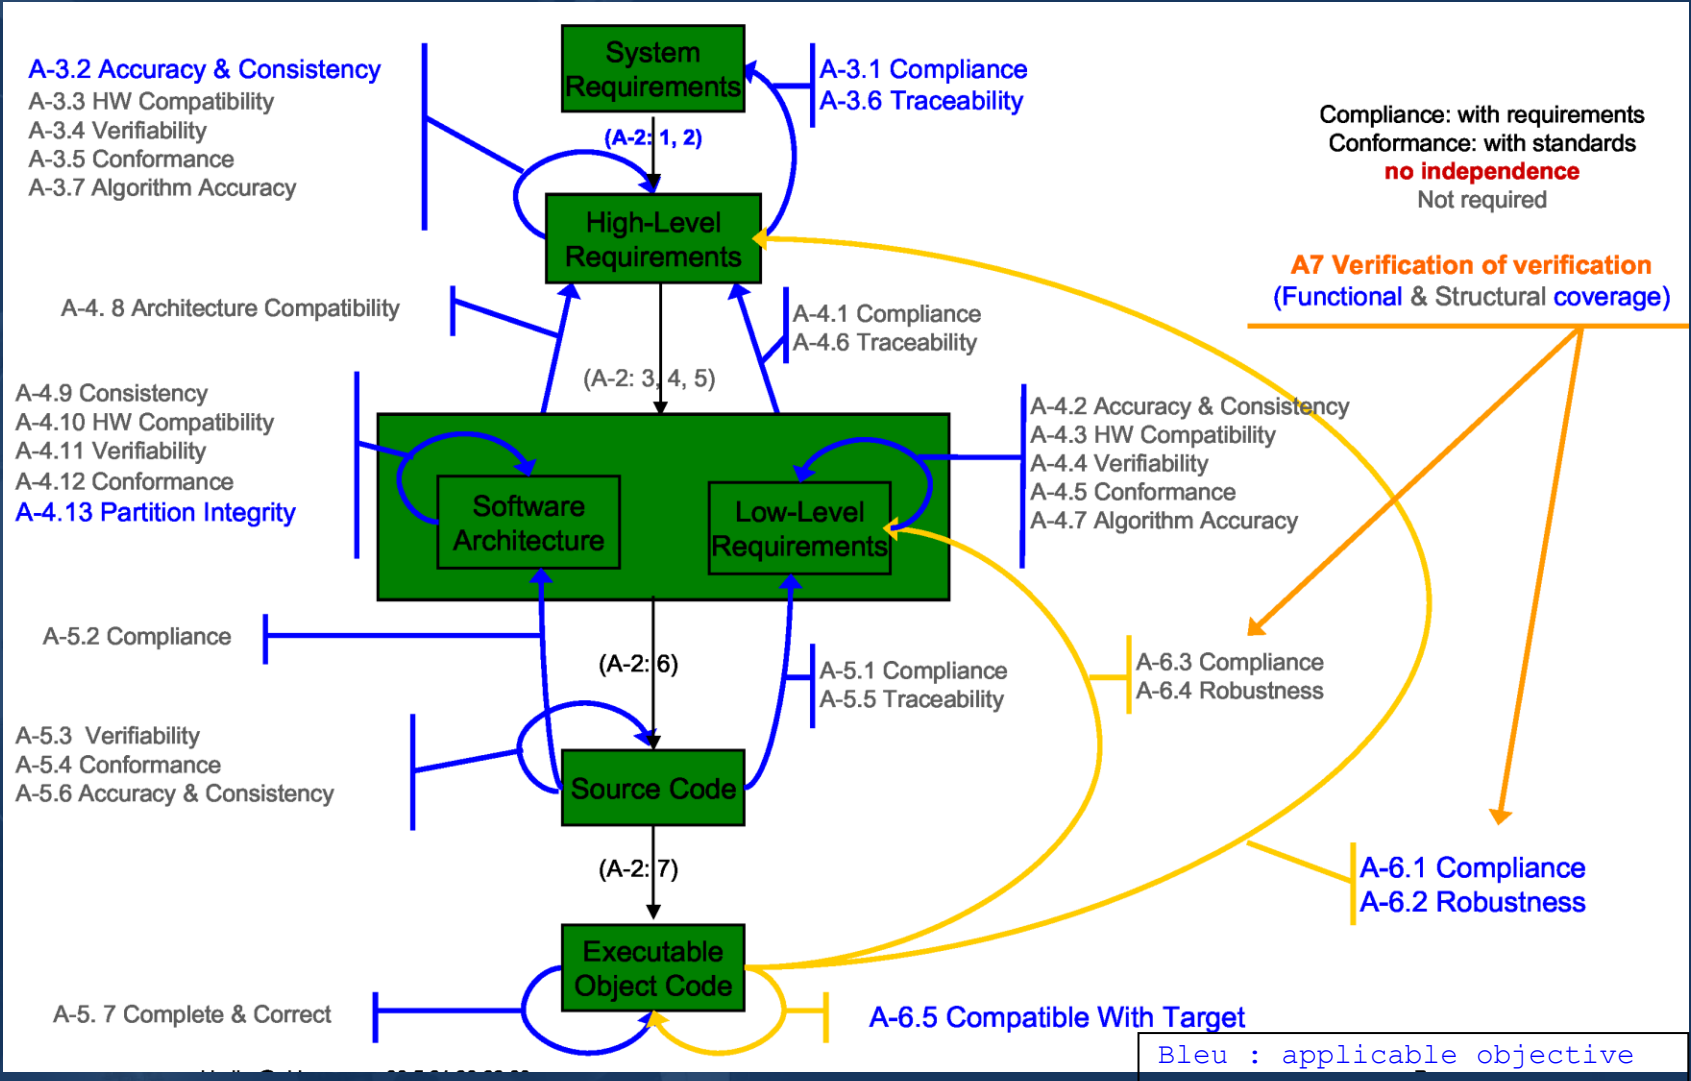 System
Requirements
A-3.2 Accuracy & Consistency
A-3.3 HW Compatibility
A-3.4 Verifiability
A-3.5 Conformance
A-3.7 Algorithm Accuracy
A-3.1 Compliance
A-3.6 Traceability
(A-2: 1, 2)
Compliance: with requirements
Conformance: with standards
no independence
Not required
High-Level
Requirements
A7 Verification of verification
(Functional & Structural coverage)
A-4. 8 Architecture Compatibility
A-4.1 Compliance
A-4.6 Traceability
(A-2: 3, 4, 5)
A-4.9 Consistency
A-4.10 HW Compatibility
A-4.11 Verifiability
A-4.12 Conformance
A-4.13 Partition Integrity
A-4.2 Accuracy & Consistency
A-4.3 HW Compatibility
A-4.4 Verifiability
A-4.5 Conformance
A-4.7 Algorithm Accuracy
Software
Architecture
Low-Level
Requirements
A-5.2 Compliance
(A-2: 6)
A-5.1 Compliance
A-5.5 Traceability
A-6.3 Compliance
A-6.4 Robustness
A-5.3 Verifiability
A-5.4 Conformance
A-5.6 Accuracy & Consistency
Source Code
(A-2: 7)
A-6.1 Compliance
A-6.2 Robustness
Executable
Object Code
A-5. 7 Complete & Correct
A-6.5 Compatible With Target
Bleu : applicable objective